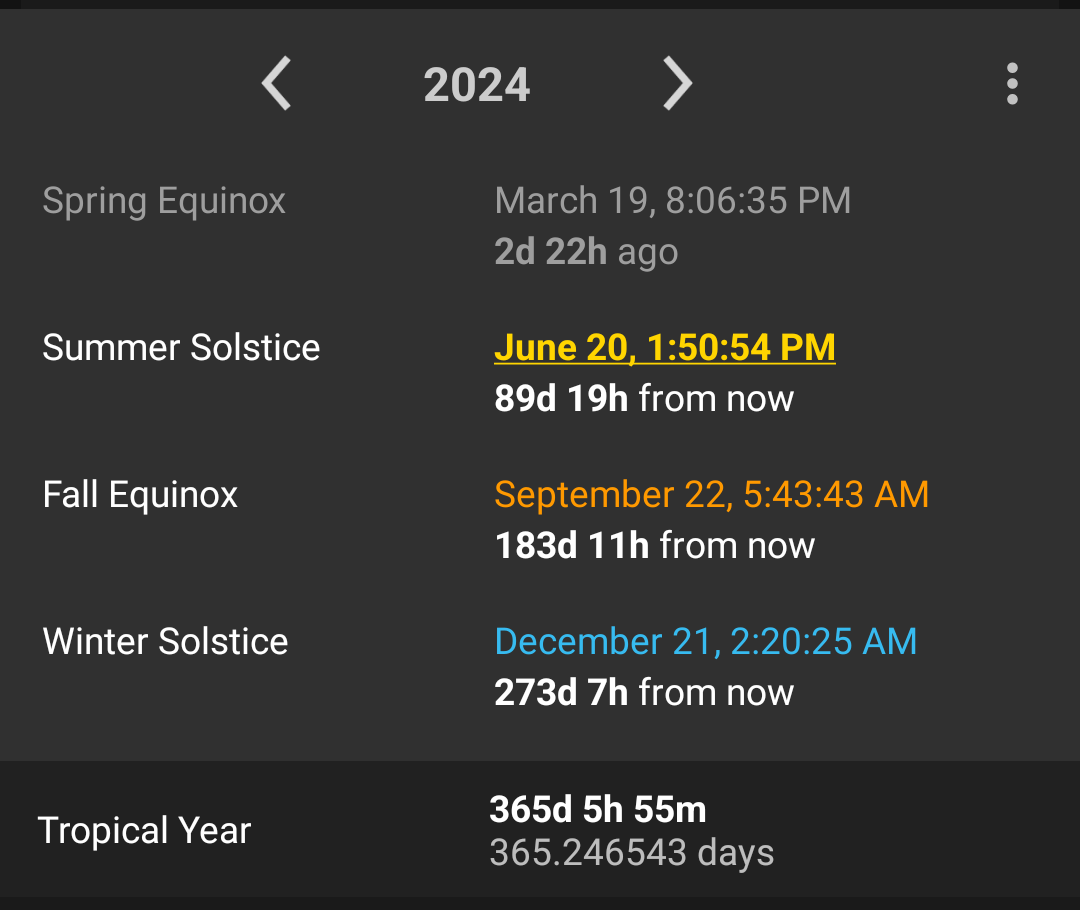 2024
Spring Equinox
March 19, 8:06:35 PM
2d 22h ago
Summer Solstice
June 20, 1:50:54 PM
89d 19h from now
Fall Equinox
September 22, 5:43:43 AM
183d 11h from now
Winter Solstice
December 21, 2:20:25 AM
273d 7h from now
Tropical Year
365d 5h 55m
365.246543 days